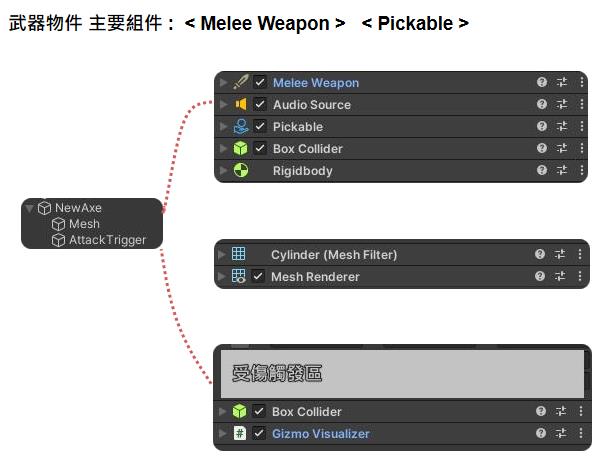 武器物件 主要組件 : < Melee Weapon > < Pickable >
Melee Weapon
Audio Source
Pickable
Box Collider
Rigidbody
NewAxe
Mesh
AttackTrigger
Cylinder (Mesh Filter)
Mesh Renderer
受傷觸發區
Box Collider
# Gizmo Visualizer